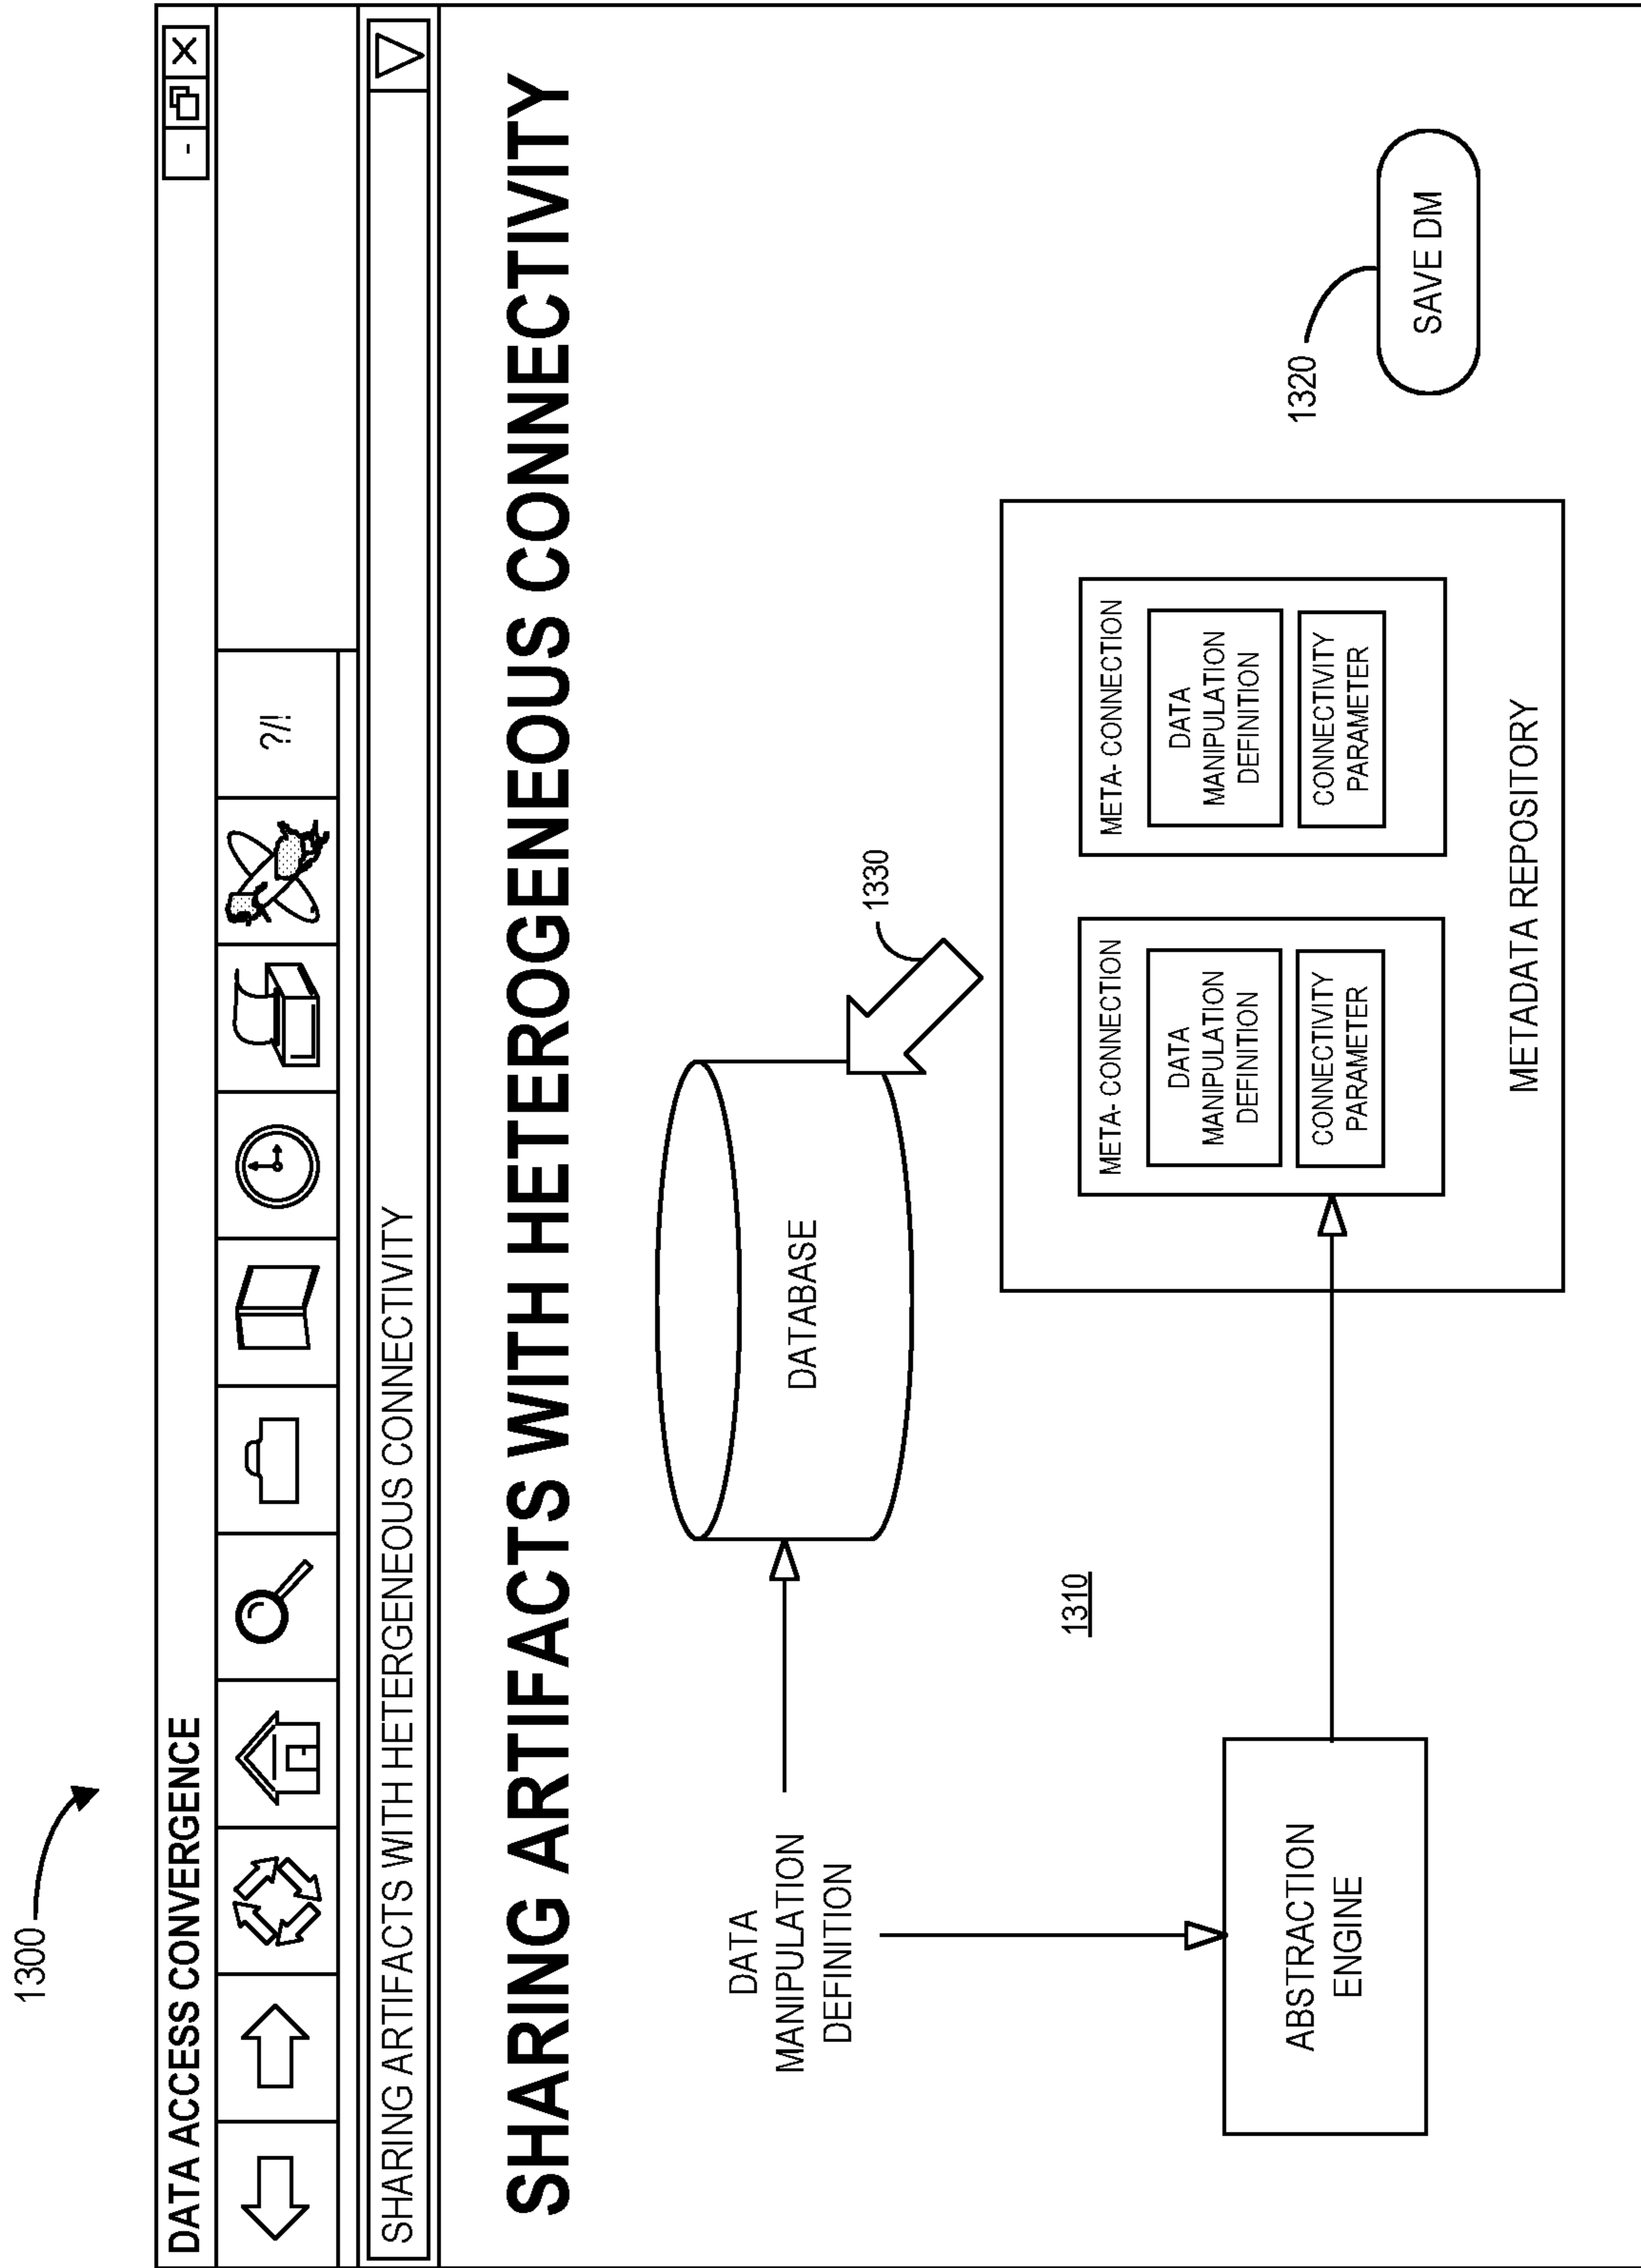 1300
DATA ACCESS CONVERGENCE
- X
?/!
SHARING ARTIFACTS WITH HETERGENEOUS CONNECTIVITY
SHARING ARTIFACTS WITH HETEROGENEOUS CONNECTIVITY
DATA
MANIPULATION
DEFINITION
DATABASE
1330
1310
ABSTRACTION
ENGINE
META- CONNECTION
DATA
MANIPULATION
DEFINITION
CONNECTIVITY
PARAMETER
META- CONNECTION
DATA
MANIPULATION
DEFINITION
CONNECTIVITY
PARAMETER
METADATA REPOSITORY
1320
SAVE DM